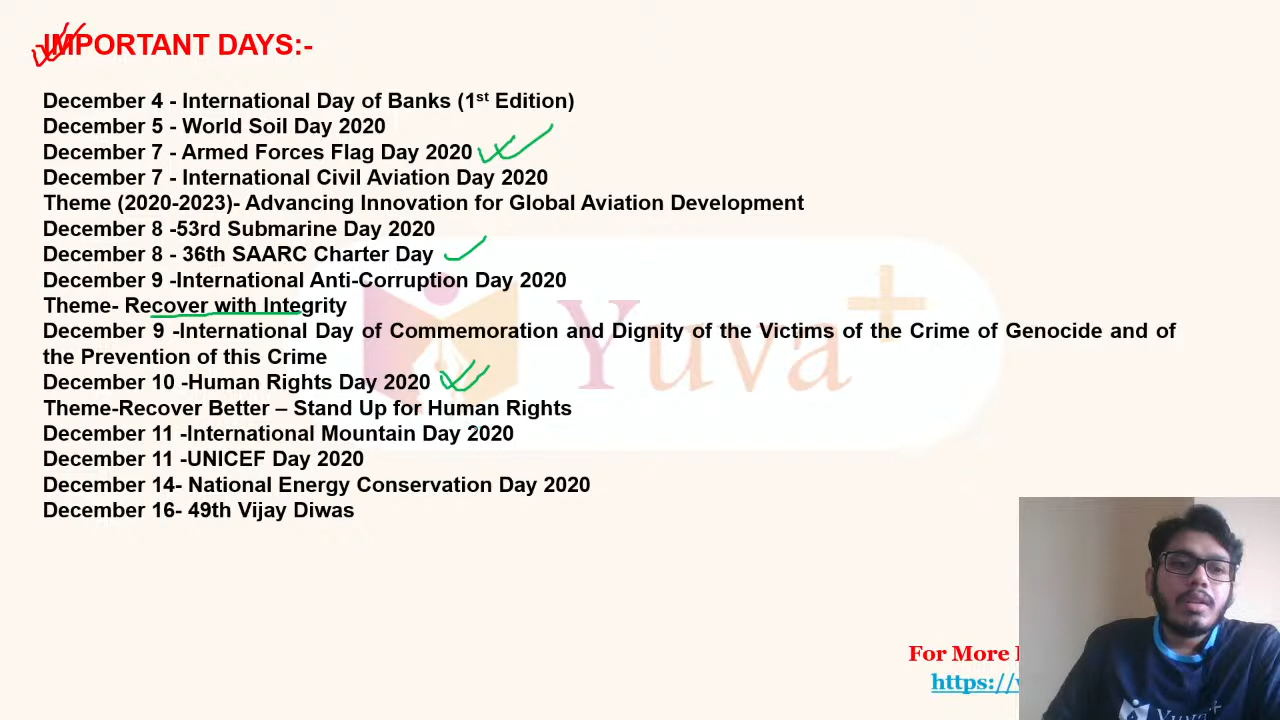 IMPORTANT DAYS:-
December 4 - International Day of Banks (1st Edition)
December 5 - World Soil Day 2020
December 7 - Armed Forces Flag Day 2020
December 7 - International Civil Aviation Day 2020
Theme (2020-2023)- Advancing Innovation for Global Aviation Development
December 8 -53rd Submarine Day 2020
December 8 - 36th SAARC Charter Day
December 9 -International Anti-Corruption Day 2020
Theme- Recover with Integrity
December 9 -International Day of Commemoration and Dignity of the Victims of the Crime of Genocide and of
the Prevention of this Crime
December 10 -Human Rights Day 2020
Theme-Recover Better – Stand Up for Human Rights
December 11 -International Mountain Day 2020
December 11 -UNICEF Day 2020
December 14- National Energy Conservation Day 2020
December 16- 49th Vijay Diwas
Yuva+
For More
https://
Yuva+